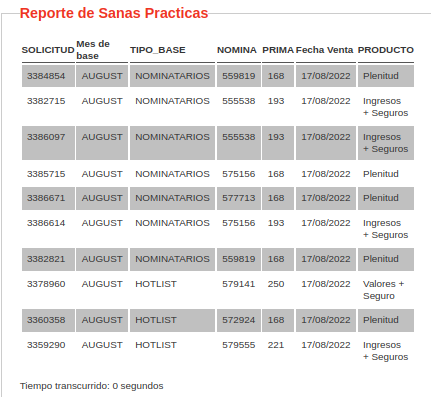 Reporte de Sanas Practicas
SOLICITUD Mes de base TIPO_BASE NOMINA PRIMA Fecha Venta PRODUCTO
3384854 AUGUST NOMINATARIOS 559819 168 17/08/2022 Plenitud
3382715 AUGUST NOMINATARIOS 555538 193 17/08/2022 Ingresos
+ Seguros
3386097 AUGUST NOMINATARIOS 555538 193 17/08/2022 Ingresos
+ Seguros
3385715 AUGUST NOMINATARIOS 575156 168 17/08/2022 Plenitud
3386671 AUGUST NOMINATARIOS 577713 168 17/08/2022 Plenitud
3386614 AUGUST NOMINATARIOS 575156 193 17/08/2022 Ingresos
+ Seguros
3382821 AUGUST NOMINATARIOS 559819 168 17/08/2022 Plenitud
3378960 AUGUST HOTLIST 579141 250 17/08/2022 Valores +
Seguro
3360358 AUGUST HOTLIST 572924 168 17/08/2022 Plenitud
3359290 AUGUST HOTLIST 579555 221 17/08/2022 Ingresos
+ Seguros
Tiempo transcurrido: 0 segundos